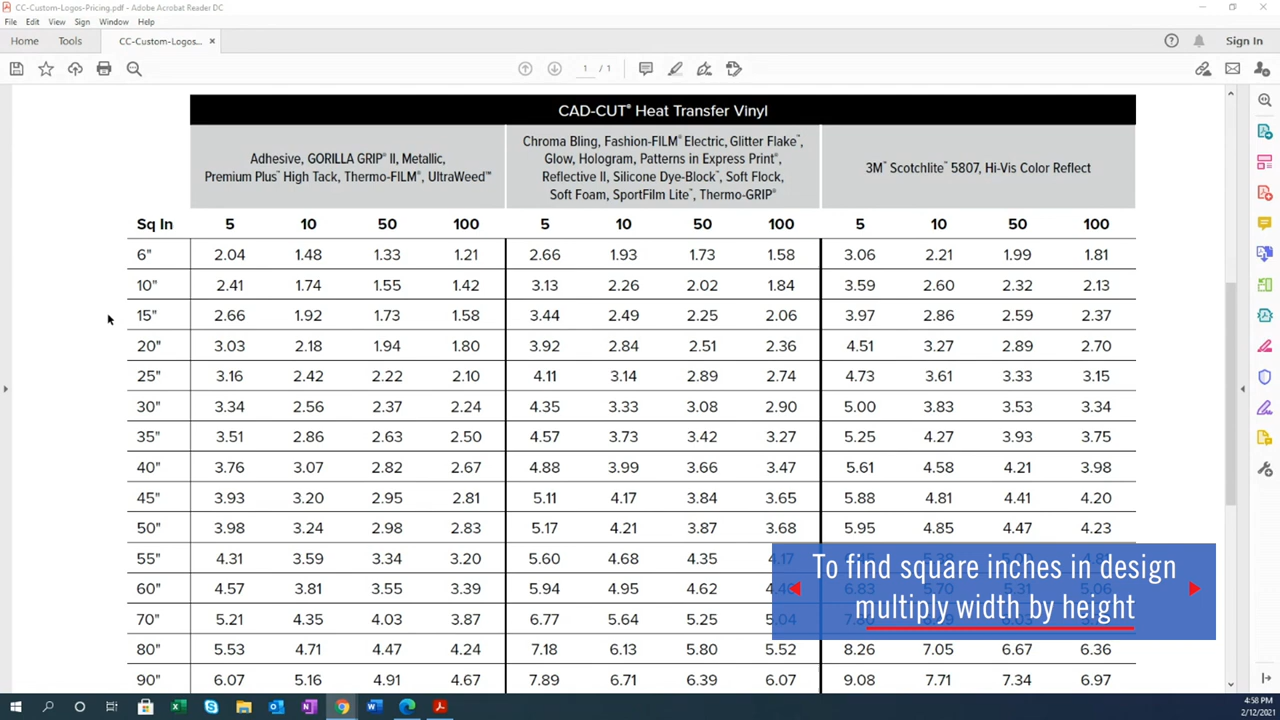 CC-Custom-Logos-Pricing.pdf - Adobe Acrobat Reader DC
File Edit View Sign Window Help
Home Tools CC-Custom-Logos... × Sign In
1 / 1
CAD-CUT® Heat Transfer Vinyl
Adhesive, GORILLA GRIP® II, Metallic,
Premium Plus™ High Tack, Thermo-FILM®, UltraWeed™
Chroma Bling, Fashion-FILM® Electric, Glitter Flake™,
Glow, Hologram, Patterns in Express Print®,
Reflective II, Silicone Dye-Block™, Soft Flock,
Soft Foam, SportFilm Lite™, Thermo-GRIP®
3M™ Scotchlite™ 5807, Hi-Vis Color Reflect
Sq In 5 10 50 100 5 10 50 100 5 10 50 100
6" 2.04 1.48 1.33 1.21 2.66 1.93 1.73 1.58 3.06 2.21 1.99 1.81
10" 2.41 1.74 1.55 1.42 3.13 2.26 2.02 1.84 3.59 2.60 2.32 2.13
15" 2.66 1.92 1.73 1.58 3.44 2.49 2.25 2.06 3.97 2.86 2.59 2.37
20" 3.03 2.18 1.94 1.80 3.92 2.84 2.51 2.36 4.51 3.27 2.89 2.70
25" 3.16 2.42 2.22 2.10 4.11 3.14 2.89 2.74 4.73 3.61 3.33 3.15
30" 3.34 2.56 2.37 2.24 4.35 3.33 3.08 2.90 5.00 3.83 3.53 3.34
35" 3.51 2.86 2.63 2.50 4.57 3.73 3.42 3.27 5.25 4.27 3.93 3.75
40" 3.76 3.07 2.82 2.67 4.88 3.99 3.66 3.47 5.61 4.58 4.21 3.98
45" 3.93 3.20 2.95 2.81 5.11 4.17 3.84 3.65 5.88 4.81 4.41 4.20
50" 3.98 3.24 2.98 2.83 5.17 4.21 3.87 3.68 5.95 4.85 4.47 4.23
55" 4.31 3.59 3.34 3.20 5.60 4.68 4.35 4.17
60" 4.57 3.81 3.55 3.39 5.94 4.95 4.62
70" 5.21 4.35 4.03 3.87 6.77 5.64 5.25 5.04
80" 5.53 4.71 4.47 4.24 7.18 6.13 5.80 5.52 8.26 7.05 6.67 6.36
90" 6.07 5.16 4.91 4.67 7.89 6.71 6.39 6.07 9.08 7.71 7.34 6.97
To find square inches in design
multiply width by height
4:58 PM
2/12/2021